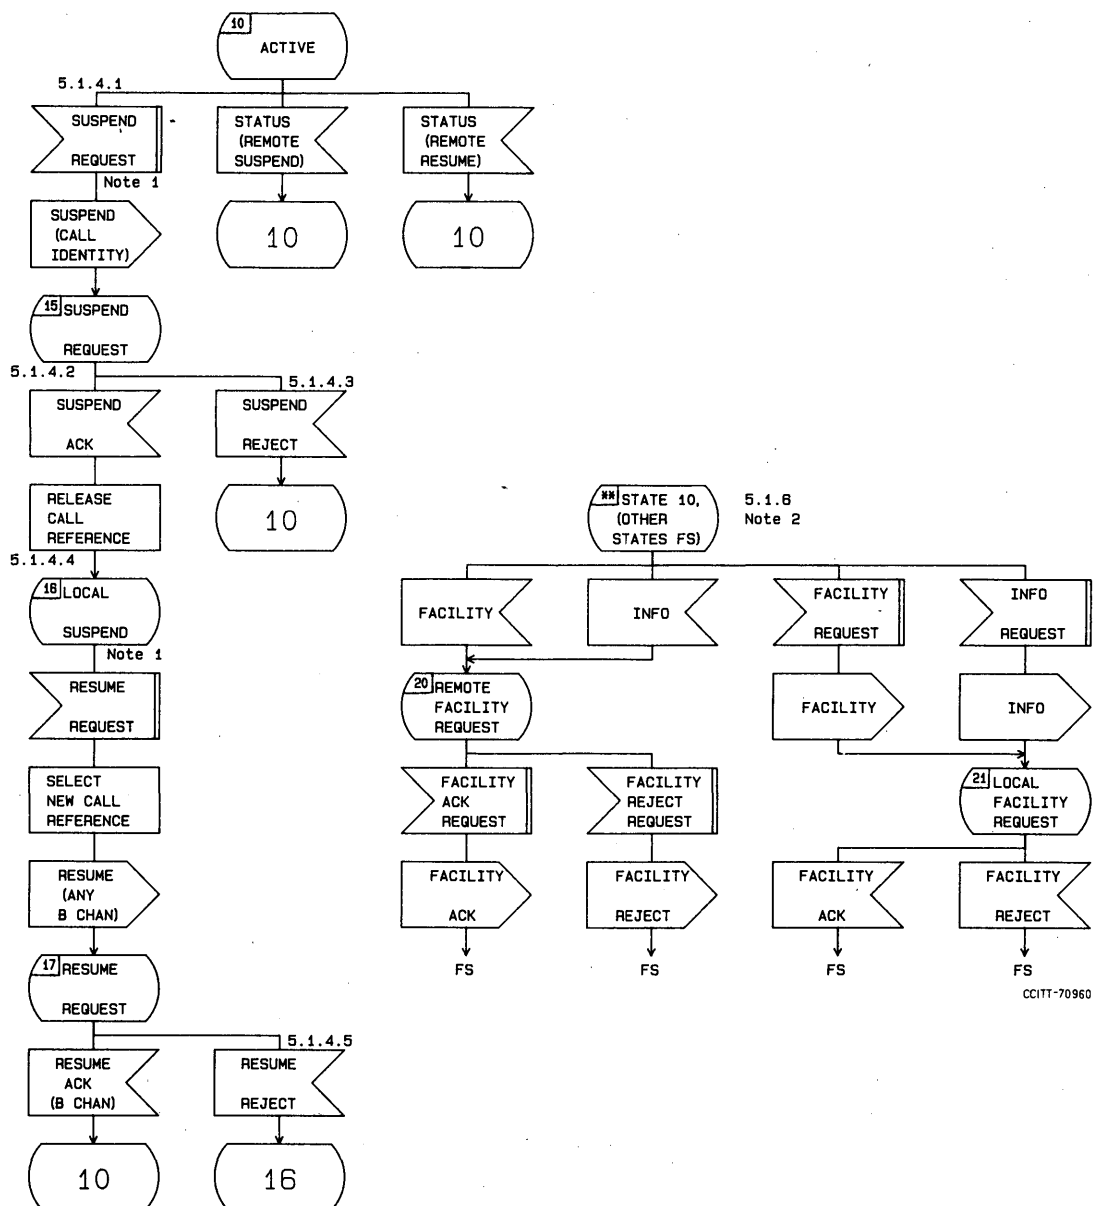 10
ACTIVE
5.1.4.1
SUSPEND
REQUEST
STATUS
(REMOTE
SUSPEND)
STATUS
(REMOTE
RESUME)
Note 1
SUSPEND
(CALL
IDENTITY)
10
10
15
SUSPEND
REQUEST
5.1.4.2
5.1.4.3
SUSPEND
ACK
SUSPEND
REJECT
RELEASE
CALL
REFERENCE
10
5.1.4.4
16
LOCAL
SUSPEND
Note 1
RESUME
REQUEST
SELECT
NEW CALL
REFERENCE
RESUME
(ANY
B CHAN)
17
RESUME
REQUEST
5.1.4.5
RESUME
ACK
(B CHAN)
RESUME
REJECT
10
16
**
STATE 10,
(OTHER
STATES FS)
5.1.6
Note 2
FACILITY
INFO
FACILITY
REQUEST
INFO
REQUEST
20
REMOTE
FACILITY
REQUEST
FACILITY
INFO
FACILITY
ACK
REQUEST
FACILITY
REJECT
REQUEST
21
LOCAL
FACILITY
REQUEST
FACILITY
ACK
FACILITY
REJECT
FACILITY
ACK
FACILITY
REJECT
FS
FS
FS
FS
CCITT-70960